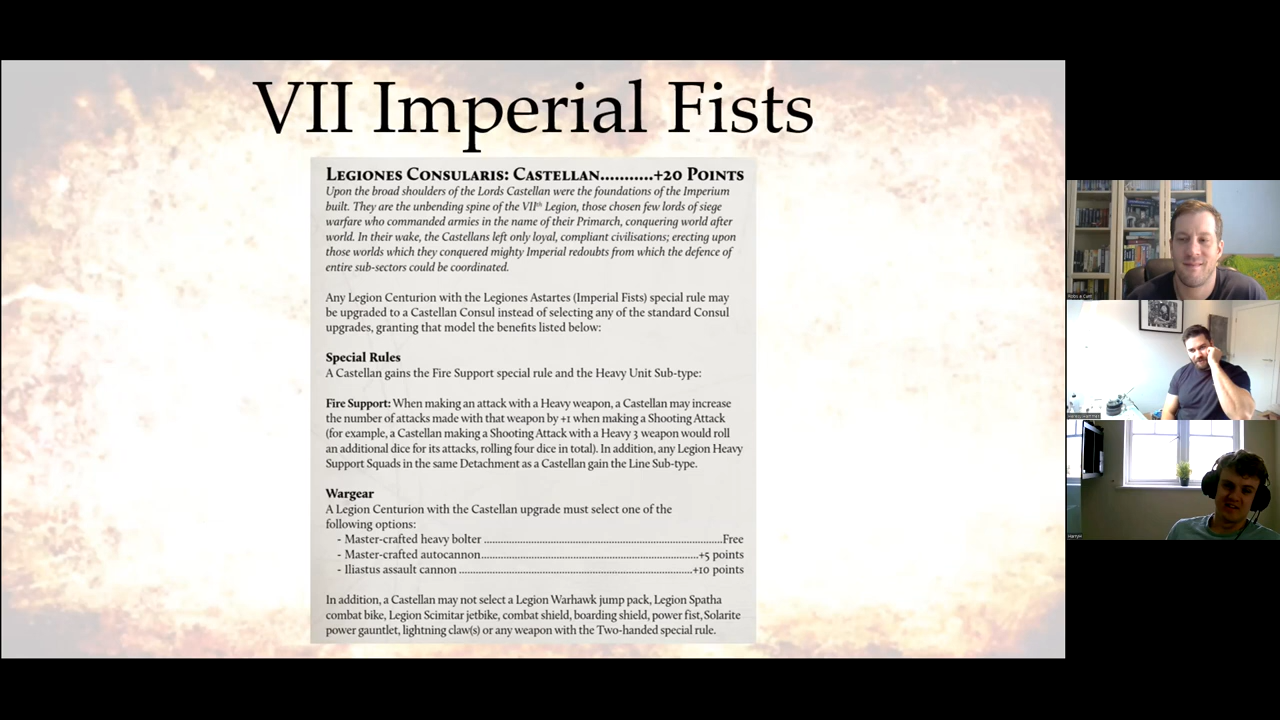 VII Imperial Fists
Legiones Consularis: Castellan...........+20 Points
Upon the broad shoulders of the Lords Castellan were the foundations of the Imperium
built. They are the unbending spine of the VIIth Legion, those chosen few lords of siege
warfare who commanded armies in the name of their Primarch, conquering world after
world. In their wake, the Castellans left only loyal, compliant civilisations; erecting upon
those worlds which they conquered mighty Imperial redoubts from which the defence of
entire sub-sectors could be coordinated.
Any Legion Centurion with the Legiones Astartes (Imperial Fists) special rule may
be upgraded to a Castellan Consul instead of selecting any of the standard Consul
upgrades, granting that model the benefits listed below:
Special Rules
A Castellan gains the Fire Support special rule and the Heavy Unit Sub-type:
Fire Support: When making an attack with a Heavy weapon, a Castellan may increase
the number of attacks made with that weapon by +1 when making a Shooting Attack
(for example, a Castellan making a Shooting Attack with a Heavy 3 weapon would roll
an additional dice for its attacks, rolling four dice in total). In addition, any Legion Heavy
Support Squads in the same Detachment as a Castellan gain the Line Sub-type.
Wargear
A Legion Centurion with the Castellan upgrade must select one of the
following options:
- Master-crafted heavy bolter ........................................................Free
- Master-crafted autocannon..................................................+5 points
- Iliastus assault cannon ......................................................+10 points
In addition, a Castellan may not select a Legion Warhawk jump pack, Legion Spatha
combat bike, Legion Scimitar jetbike, combat shield, boarding shield, power fist, Solarite
power gauntlet, lightning claw(s) or any weapon with the Two-handed special rule.